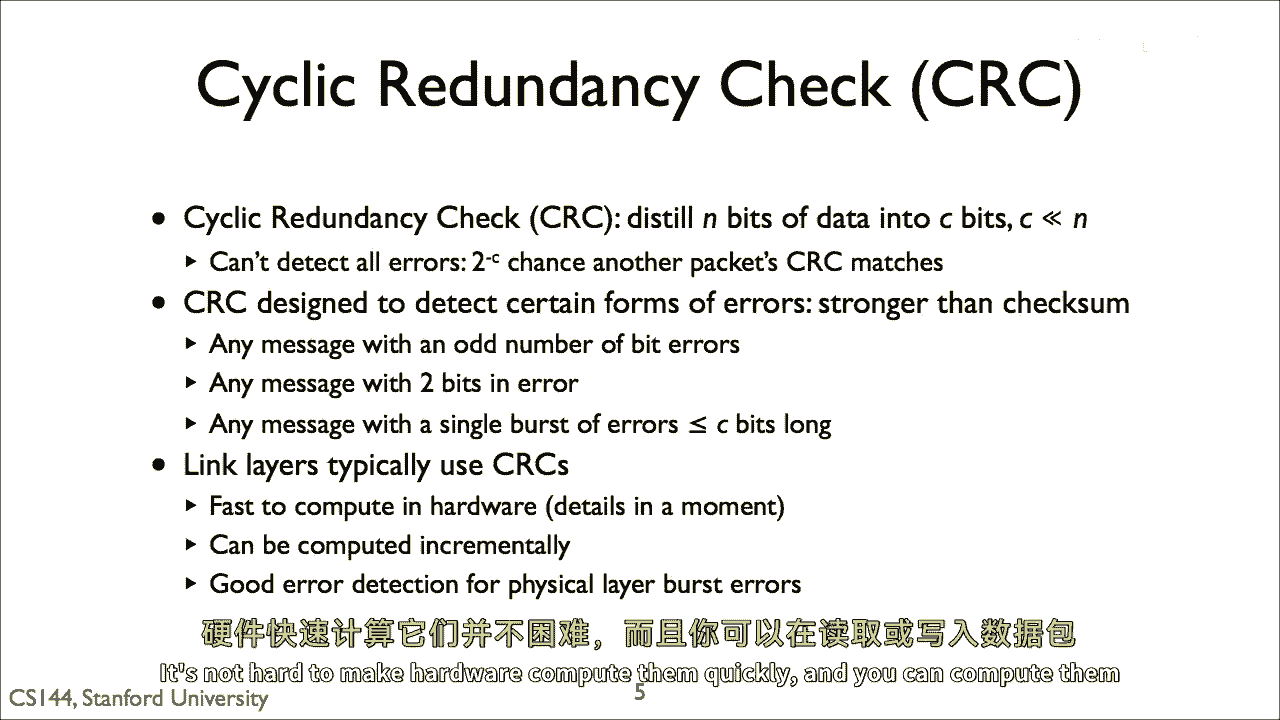 Cyclic Redundancy Check (CRC)
• Cyclic Redundancy Check (CRC): distill n bits of data into c bits, c ≪ n
‣ Can’t detect all errors: 2⁻ᶜ chance another packet’s CRC matches
• CRC designed to detect certain forms of errors: stronger than checksum
‣ Any message with an odd number of bit errors
‣ Any message with 2 bits in error
‣ Any message with a single burst of errors ≤ c bits long
• Link layers typically use CRCs
‣ Fast to compute in hardware (details in a moment)
‣ Can be computed incrementally
‣ Good error detection for physical layer burst errors
硬件快速计算它们并不困难，而且你可以在读取或写入数据包
It's not hard to make hardware compute them quickly, and you can compute them
CS144, Stanford University
5